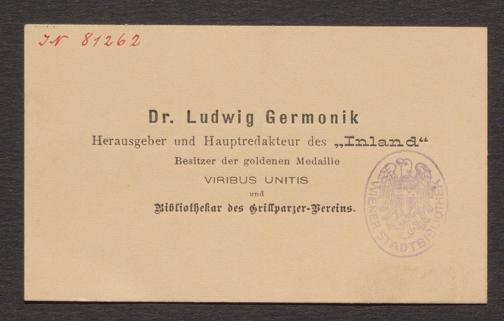 IN 81262
Dr. Ludwig Germonik
Herausgeber und Hauptredakteur des „Inland“
Besitzer der goldenen Medaille
VIRIBUS UNITIS
und
Bibliothekar des Grillparzer-Vereins.
WIENER STADTBIBLIOTHEK